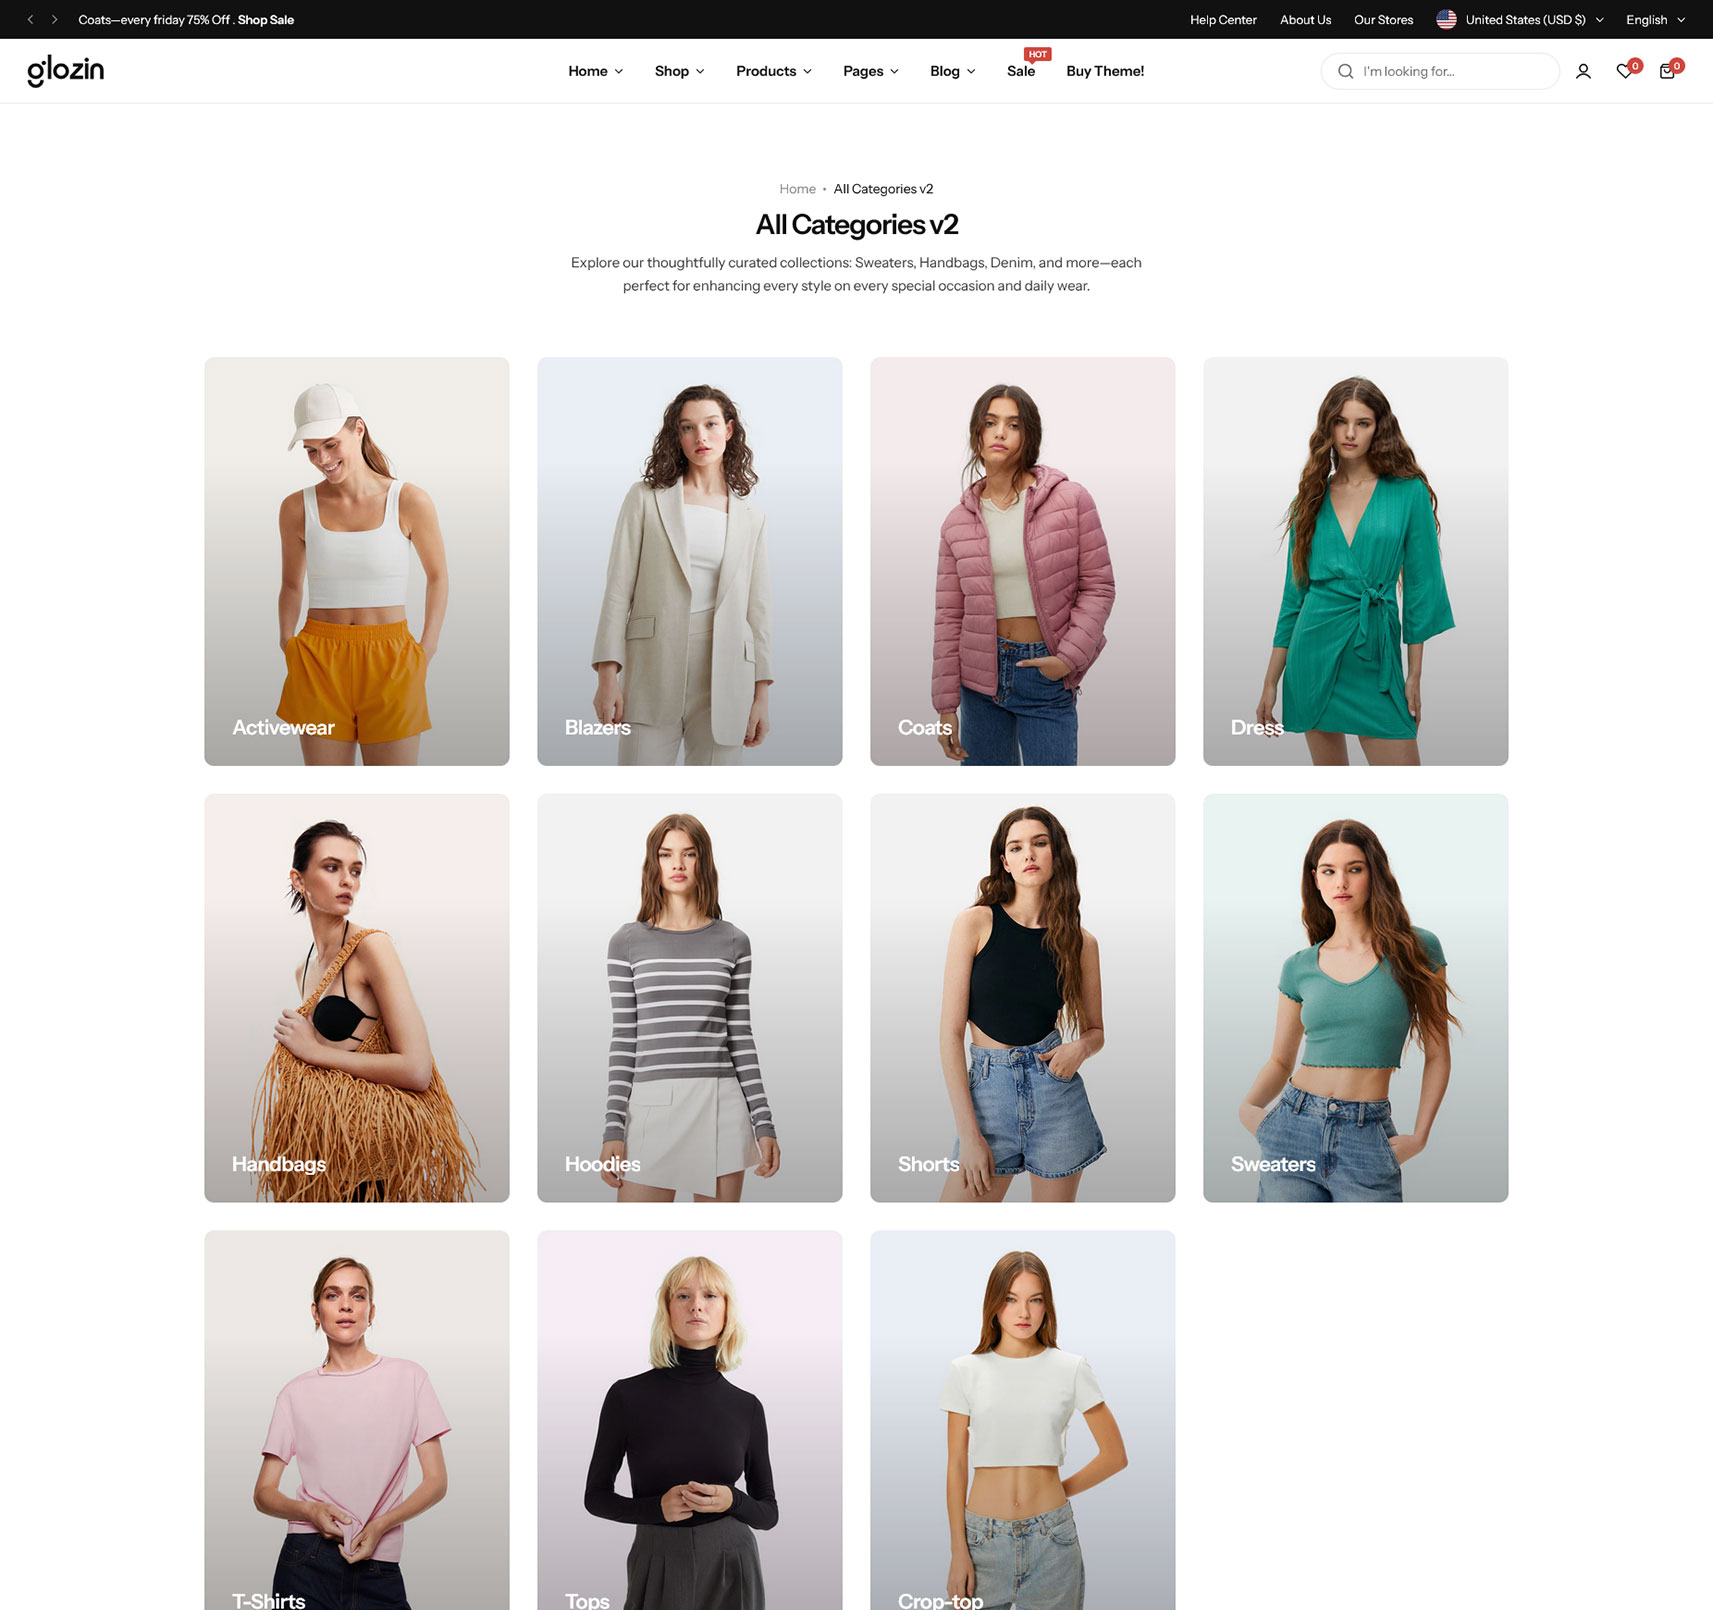 Coats—every friday 75% Off . Shop Sale
Help Center
About Us
Our Stores
United States (USD $)
English
glozin
Home
Shop
Products
Pages
Blog
Sale
HOT
Buy Theme!
I'm looking for...
0
0
Home • All Categories v2
All Categories v2
Explore our thoughtfully curated collections: Sweaters, Handbags, Denim, and more—each
perfect for enhancing every style on every special occasion and daily wear.
Activewear
Blazers
Coats
Dress
Handbags
Hoodies
Shorts
Sweaters
T-Shirts
Tops
Crop-top